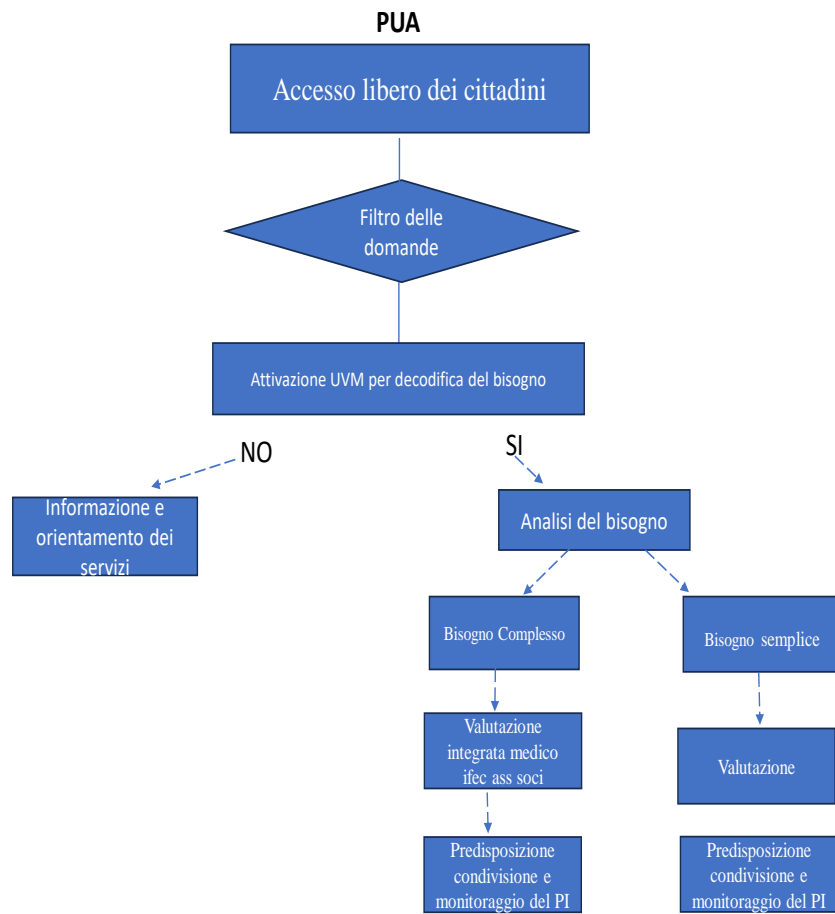 PUA
Accesso libero dei cittadini
Filtro delle
domande
Attivazione UVM per decodifica del bisogno
NO
SI
Informazione e
orientamento dei
servizi
Analisi del bisogno
Bisogno Complesso
Bisogno semplice
Valutazione
integrata medico
ifec ass soci
Valutazione
Predisposizione
condivisione e
monitoraggio del PI
Predisposizione
condivisione e
monitoraggio del PI